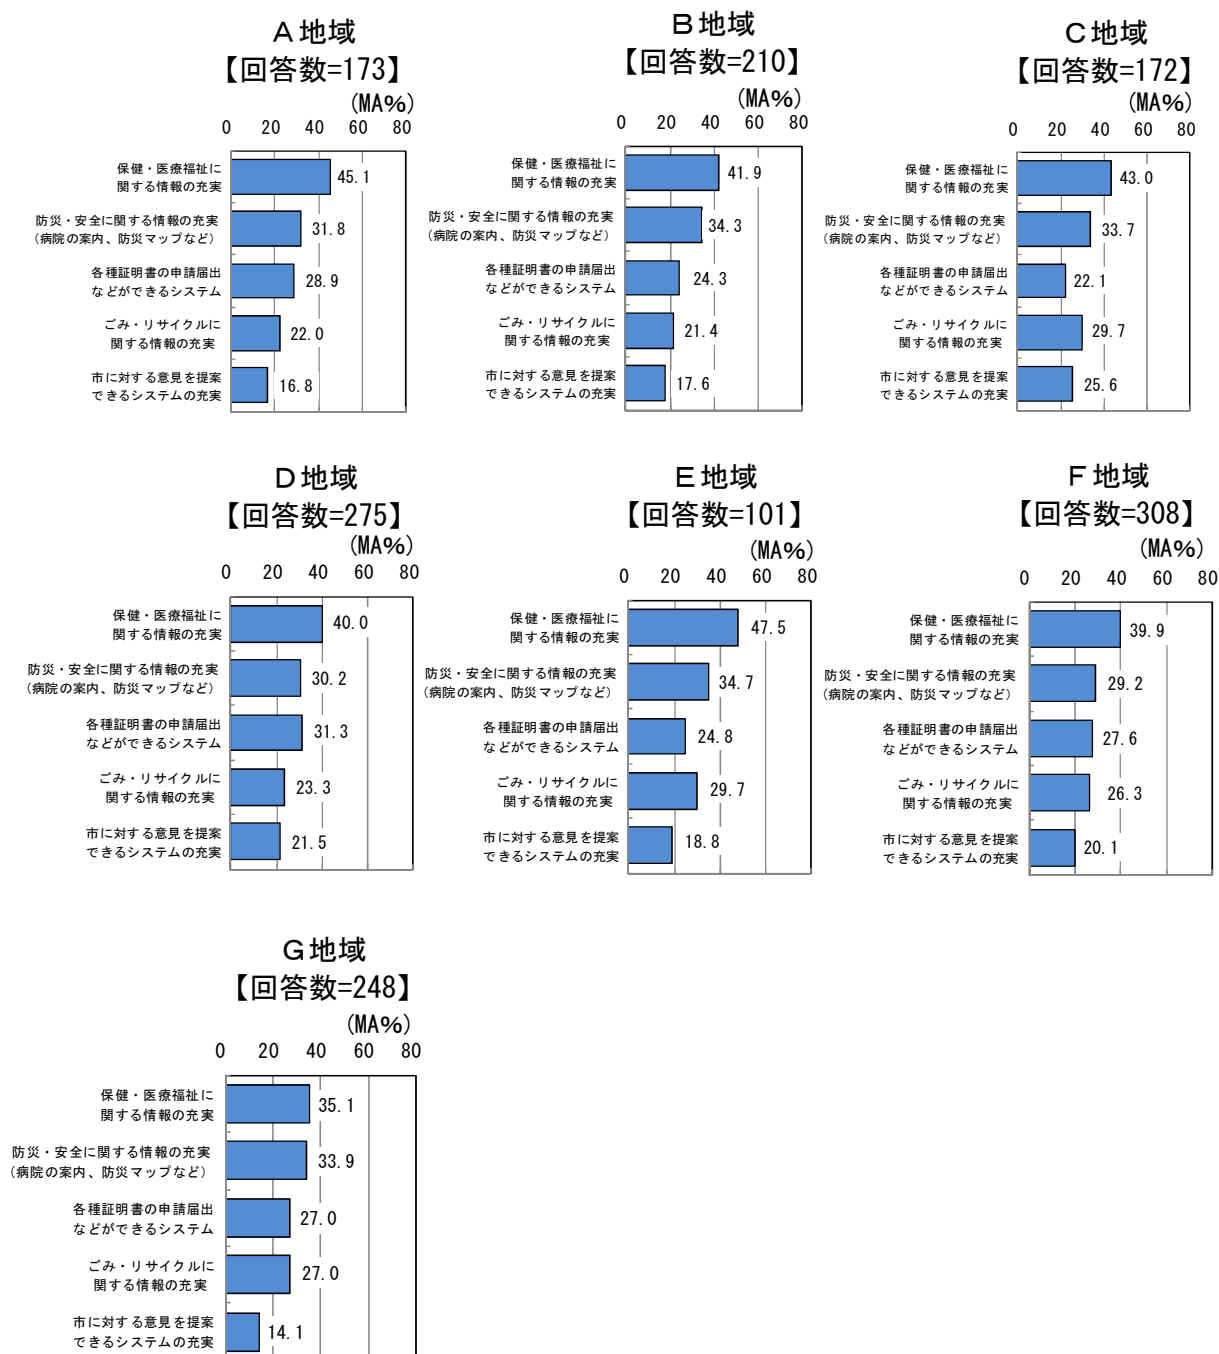 A地域
【回答数=173】
(MA%)
0 20 40 60 80
保健・医療福祉に
関する情報の充実
45.1
防災・安全に関する情報の充実
(病院の案内、防災マップなど)
31.8
各種証明書の申請届出
などができるシステム
28.9
ごみ・リサイクルに
関する情報の充実
22.0
市に対する意見を提案
できるシステムの充実
16.8
B地域
【回答数=210】
(MA%)
0 20 40 60 80
保健・医療福祉に
関する情報の充実
41.9
防災・安全に関する情報の充実
(病院の案内、防災マップなど)
34.3
各種証明書の申請届出
などができるシステム
24.3
ごみ・リサイクルに
関する情報の充実
21.4
市に対する意見を提案
できるシステムの充実
17.6
C地域
【回答数=172】
(MA%)
0 20 40 60 80
保健・医療福祉に
関する情報の充実
43.0
防災・安全に関する情報の充実
(病院の案内、防災マップなど)
33.7
各種証明書の申請届出
などができるシステム
22.1
ごみ・リサイクルに
関する情報の充実
29.7
市に対する意見を提案
できるシステムの充実
25.6
D地域
【回答数=275】
(MA%)
0 20 40 60 80
保健・医療福祉に
関する情報の充実
40.0
防災・安全に関する情報の充実
(病院の案内、防災マップなど)
30.2
各種証明書の申請届出
などができるシステム
31.3
ごみ・リサイクルに
関する情報の充実
23.3
市に対する意見を提案
できるシステムの充実
21.5
E地域
【回答数=101】
(MA%)
0 20 40 60 80
保健・医療福祉に
関する情報の充実
47.5
防災・安全に関する情報の充実
(病院の案内、防災マップなど)
34.7
各種証明書の申請届出
などができるシステム
24.8
ごみ・リサイクルに
関する情報の充実
29.7
市に対する意見を提案
できるシステムの充実
18.8
F地域
【回答数=308】
(MA%)
0 20 40 60 80
保健・医療福祉に
関する情報の充実
39.9
防災・安全に関する情報の充実
(病院の案内、防災マップなど)
29.2
各種証明書の申請届出
などができるシステム
27.6
ごみ・リサイクルに
関する情報の充実
26.3
市に対する意見を提案
できるシステムの充実
20.1
G地域
【回答数=248】
(MA%)
0 20 40 60 80
保健・医療福祉に
関する情報の充実
35.1
防災・安全に関する情報の充実
(病院の案内、防災マップなど)
33.9
各種証明書の申請届出
などができるシステム
27.0
ごみ・リサイクルに
関する情報の充実
27.0
市に対する意見を提案
できるシステムの充実
14.1